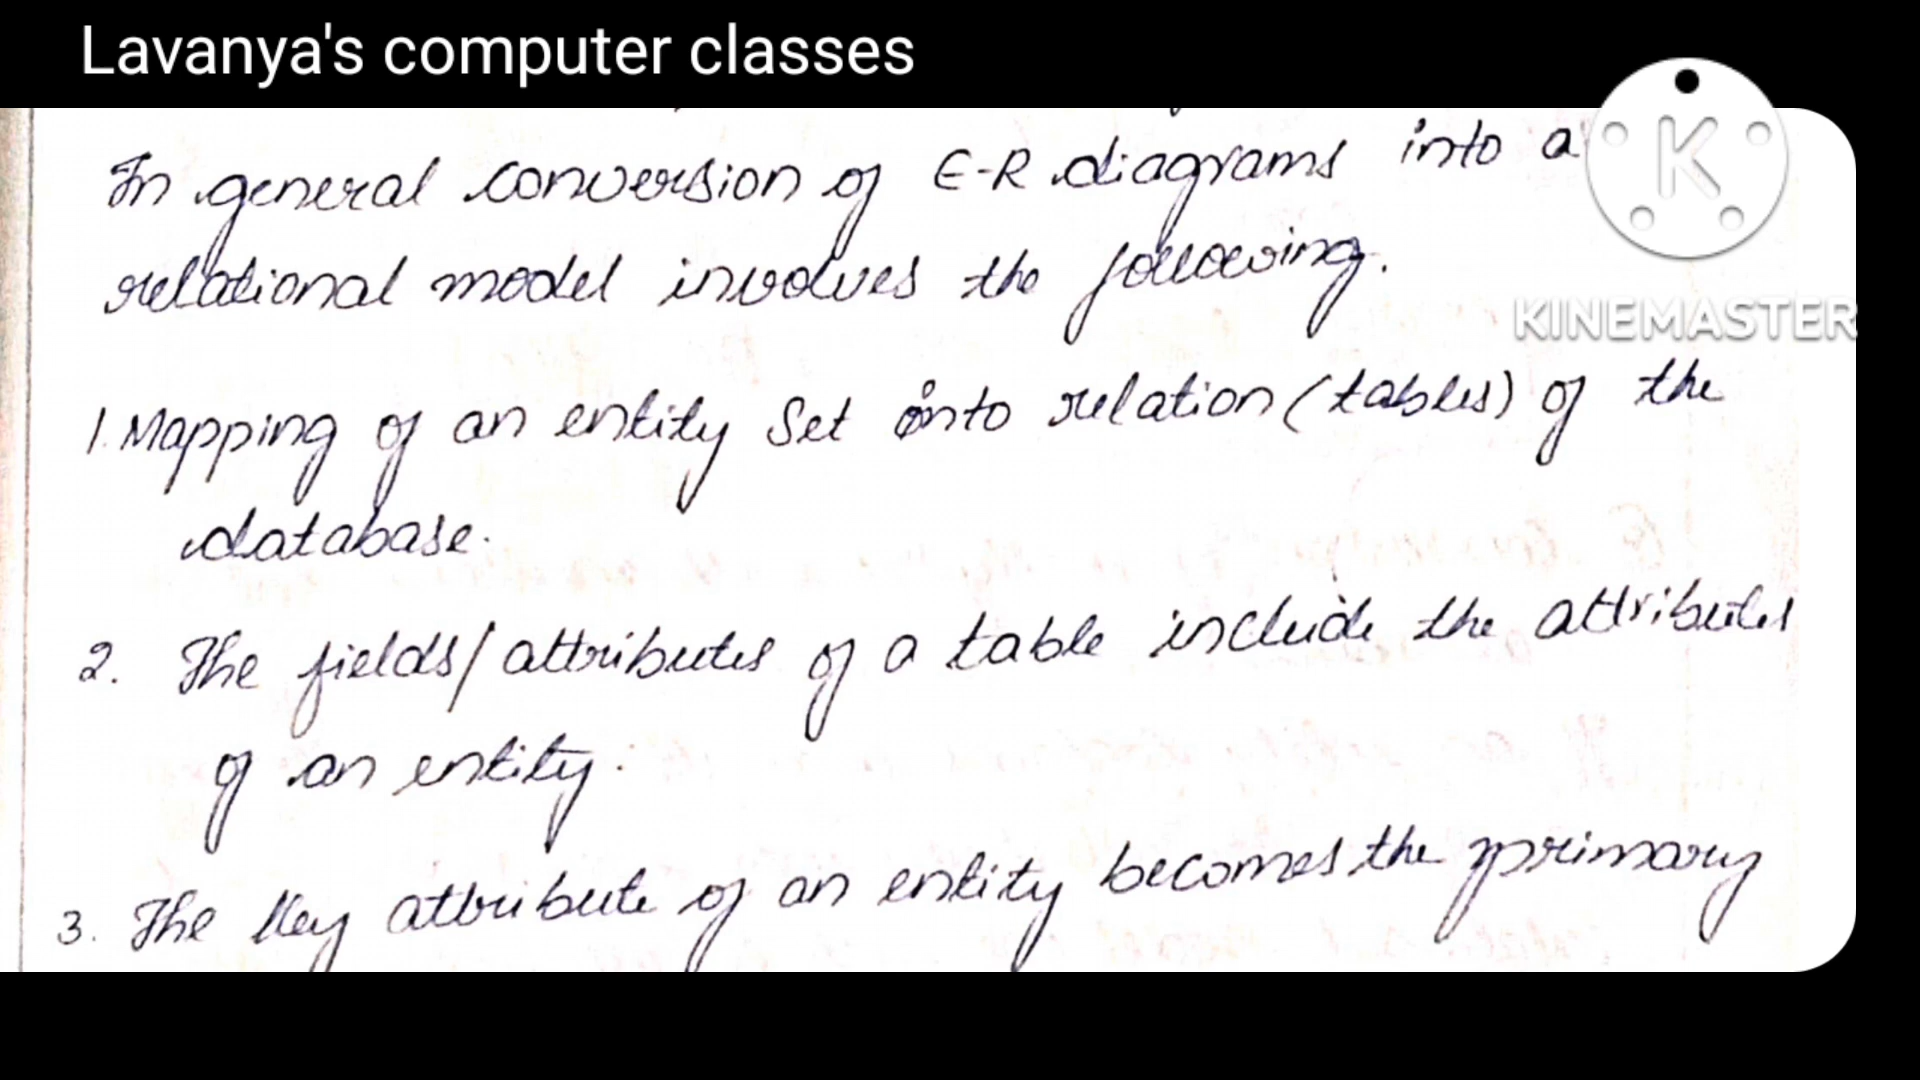 Lavanya's computer classes
In general conversion of E-R diagrams into a
relational model involves the following.
KINEMASTER
1. Mapping of an entity Set into relation (tables) of the
database.
2. The fields/attributes of a table include the attributes
of an entity.
3. The key attribute of an entity becomes the primary